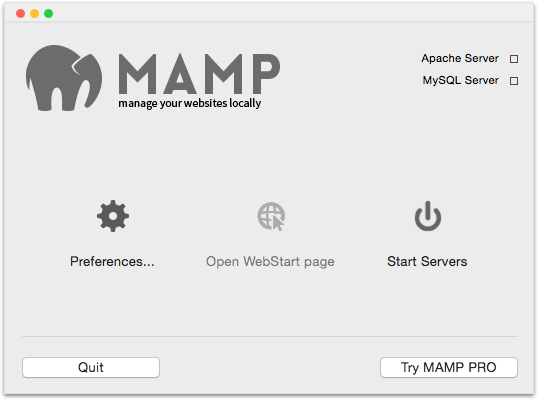 MAMP
manage your websites locally
Apache Server
MySQL Server
Preferences...
Open WebStart page
Start Servers
Quit
Try MAMP PRO